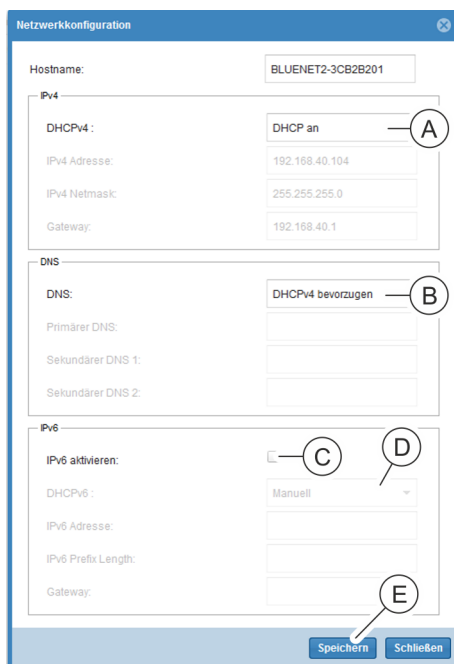 Netzwerkkonfiguration
Hostname: BLUENET2-3CB2B201
IPv4
DHCPv4 : DHCP an A
IPv4 Adresse: 192.168.40.104
IPv4 Netmask: 255.255.255.0
Gateway: 192.168.40.1
DNS
DNS: DHCPv4 bevorzugen B
Primärer DNS:
Sekundärer DNS 1:
Sekundärer DNS 2:
IPv6
IPv6 aktivieren: C D
DHCPv6 : Manuell
IPv6 Adresse:
IPv6 Prefix Length:
Gateway: E
Speichern Schließen